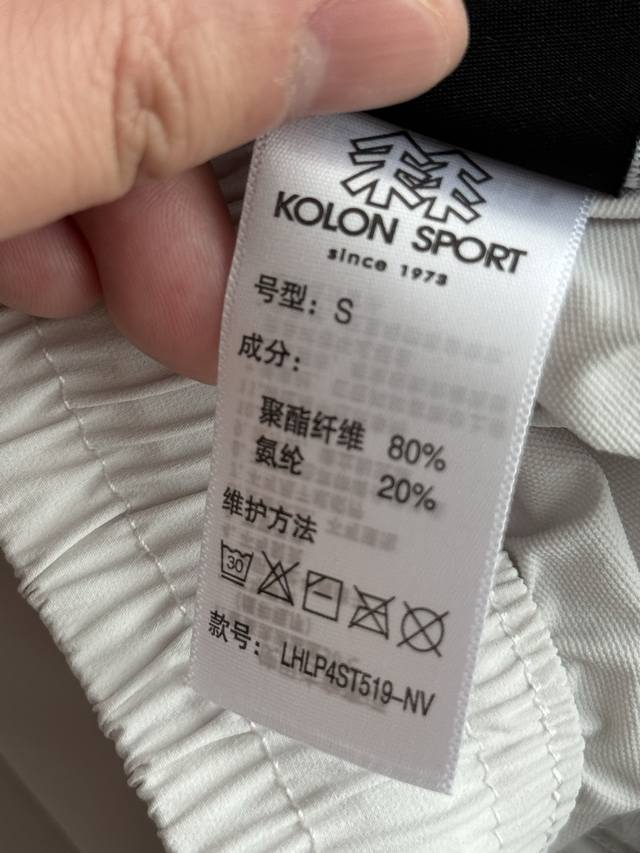 KOLON SPORT
since 1973
号型：S
成分：
聚酯纤维 80%
氨纶 20%
维护方法
30
款号：LHLP4ST519-NV